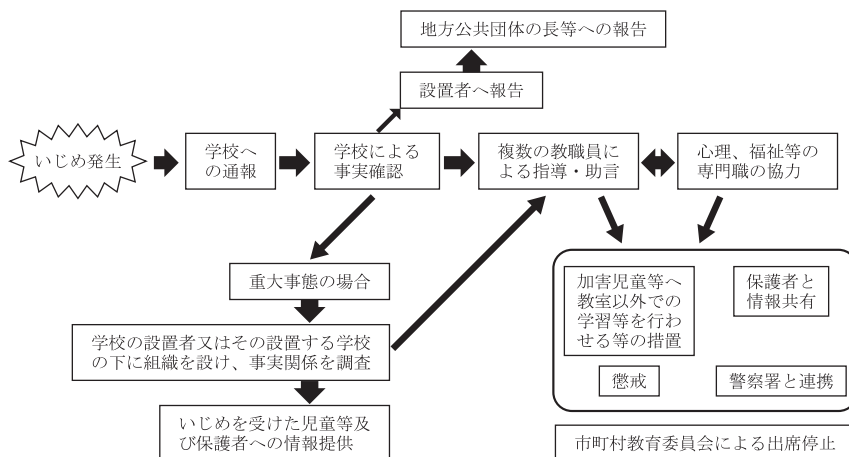 地方公共団体の長等への報告
設置者へ報告
いじめ発生
学校へ
の通報
学校による
事実確認
複数の教職員に
よる指導・助言
心理、福祉等の
専門職の協力
重大事態の場合
学校の設置者又はその設置する学校
の下に組織を設け、事実関係を調査
いじめを受けた児童等及
び保護者への情報提供
加害児童等へ
教室以外での
学習等を行わ
せる等の措置
保護者と
情報共有
懲戒
警察署と連携
市町村教育委員会による出席停止